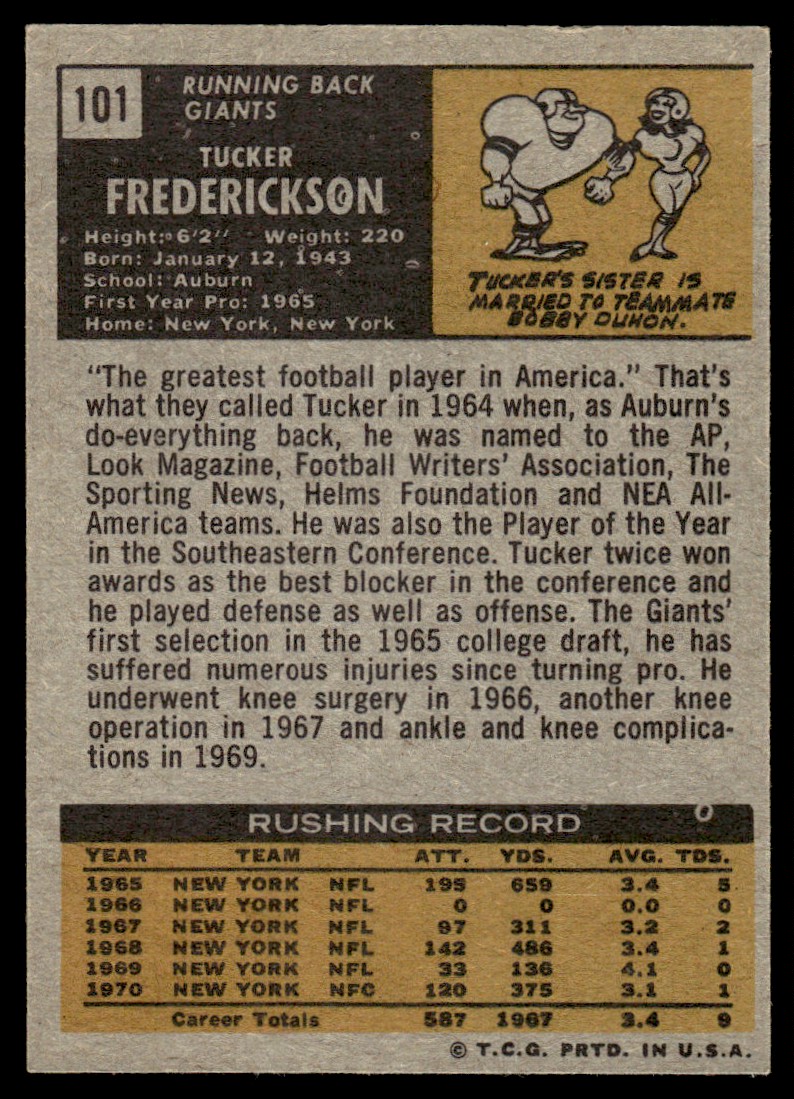 101
RUNNING BACK
GIANTS
TUCKER
FREDERICKSON
Height: 6'2" Weight: 220
Born: January 12, 1943
School: Auburn
First Year Pro: 1965
Home: New York, New York
TUCKER'S SISTER IS
MARRIED TO TEAMMATE
BOBBY DUHON.
"The greatest football player in America." That's
what they called Tucker in 1964 when, as Auburn's
do-everything back, he was named to the AP,
Look Magazine, Football Writers' Association, The
Sporting News, Helms Foundation and NEA All-
America teams. He was also the Player of the Year
in the Southeastern Conference. Tucker twice won
awards as the best blocker in the conference and
he played defense as well as offense. The Giants'
first selection in the 1965 college draft, he has
suffered numerous injuries since turning pro. He
underwent knee surgery in 1966, another knee
operation in 1967 and ankle and knee complica-
tions in 1969.
RUSHING RECORD
YEAR TEAM ATT. YDS. AVG. TDS.
1965 NEW YORK NFL 195 659 3.4 5
1966 NEW YORK NFL 0 0 0.0 0
1967 NEW YORK NFL 97 311 3.2 2
1968 NEW YORK NFL 142 486 3.4 1
1969 NEW YORK NFL 33 136 4.1 0
1970 NEW YORK NFC 120 375 3.1 1
Career Totals 587 1967 3.4 9
© T.C.G. PRTD. IN U.S.A.